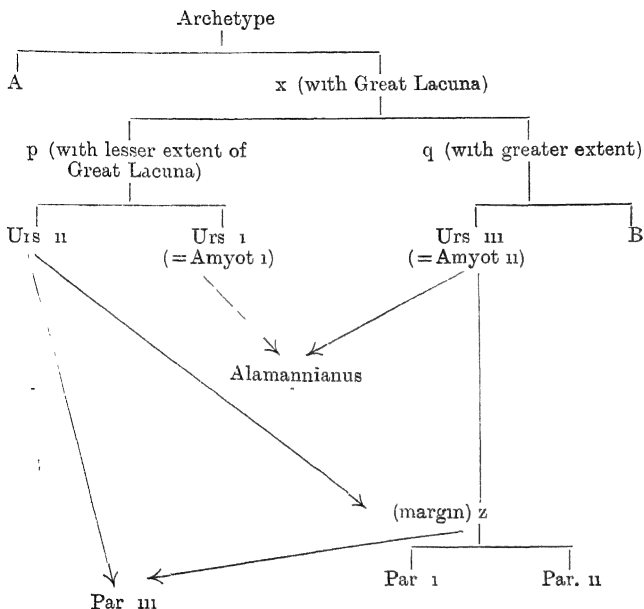 Archetype
A
x (with Great Lacuna)
p (with lesser extent of
Great Lacuna)
q (with greater extent)
Urs ii
Urs i
(=Amyot i)
Urs iii
(=Amyot ii)
B
Alamannianus
(margin) z
Par i
Par. ii
Par iii